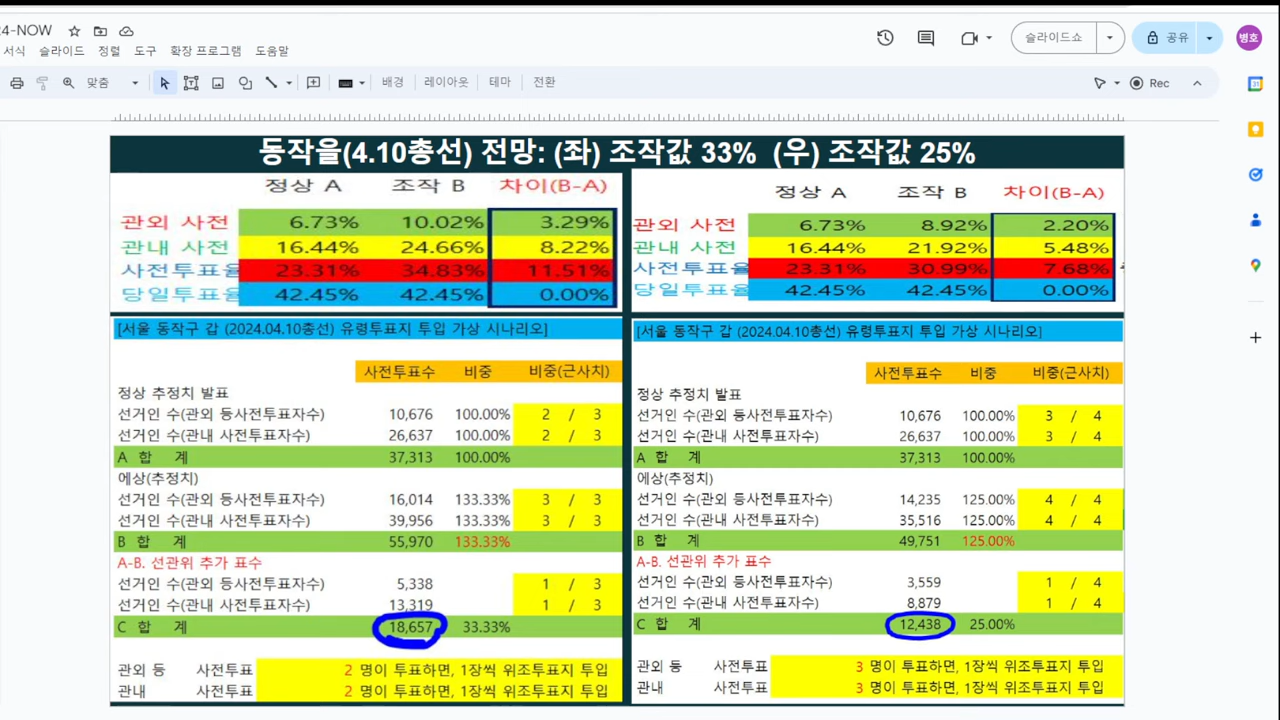 24-NOW
서식 슬라이드 정렬 도구 확장 프로그램 도움말
슬라이드쇼
공유
병호
맞춤
배경 레이아웃 테마 전환
Rec
31
동작을(4.10총선) 전망: (좌) 조작값 33% (우) 조작값 25%
정상 A 조작 B 차이(B-A)
관외 사전 6.73% 10.02% 3.29%
관내 사전 16.44% 24.66% 8.22%
사전투표율 23.31% 34.83% 11.51%
당일투표율 42.45% 42.45% 0.00%
[서울 동작구 갑 (2024.04.10총선) 유령투표지 투입 가상 시나리오]
사전투표수 비중 비중(근사치)
정상 추정치 발표
선거인 수(관외 등사전투표자수) 10,676 100.00% 2 / 3
선거인 수(관내 사전투표자수) 26,637 100.00% 2 / 3
A 합 계 37,313 100.00%
에상(추정치)
선거인 수(관외 등사전투표자수) 16,014 133.33% 3 / 3
선거인 수(관내 사전투표자수) 39,956 133.33% 3 / 3
B 합 계 55,970 133.33%
A-B. 선관위 추가 표수
선거인 수(관외 등사전투표자수) 5,338 1 / 3
선거인 수(관내 사전투표자수) 13,319 1 / 3
C 합 계 18,657 33.33%
관외 등 사전투표 2 명이 투표하면, 1장씩 위조투표지 투입
관내 사전투표 2 명이 투표하면, 1장씩 위조투표지 투입
정상 A 조작 B 차이(B-A)
관외 사전 6.73% 8.92% 2.20%
관내 사전 16.44% 21.92% 5.48%
사전투표율 23.31% 30.99% 7.68%
당일투표율 42.45% 42.45% 0.00%
[서울 동작구 갑 (2024.04.10총선) 유령투표지 투입 가상 시나리오]
사전투표수 비중 비중(근사치)
정상 추정치 발표
선거인 수(관외 등사전투표자수) 10,676 100.00% 3 / 4
선거인 수(관내 사전투표자수) 26,637 100.00% 3 / 4
A 합 계 37,313 100.00%
에상(추정치)
선거인 수(관외 등사전투표자수) 14,235 125.00% 4 / 4
선거인 수(관내 사전투표자수) 35,516 125.00% 4 / 4
B 합 계 49,751 125.00%
A-B. 선관위 추가 표수
선거인 수(관외 등사전투표자수) 3,559 1 / 4
선거인 수(관내 사전투표자수) 8,879 1 / 4
C 합 계 12,438 25.00%
관외 등 사전투표 3 명이 투표하면, 1장씩 위조투표지 투입
관내 사전투표 3 명이 투표하면, 1장씩 위조투표지 투입